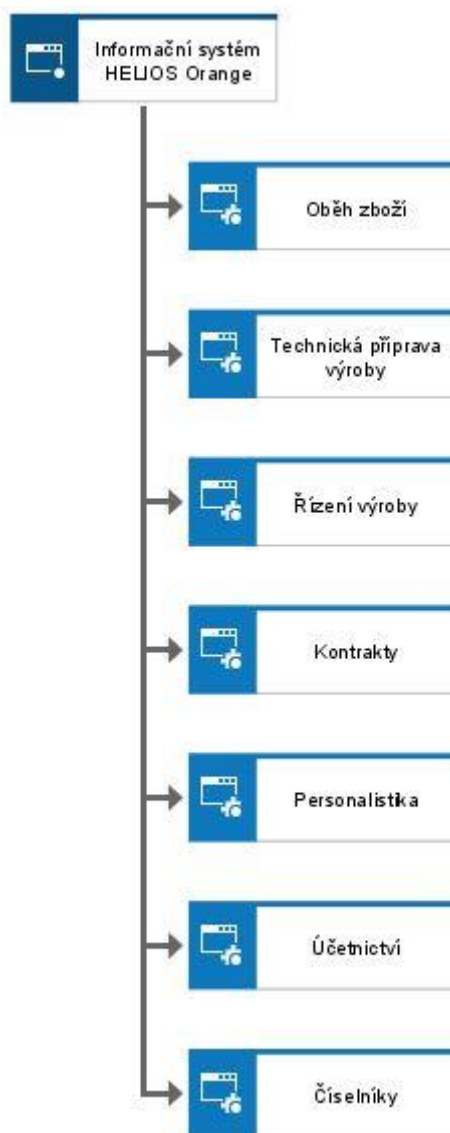 Informační systém
HELIOS Orange
Oběh zboží
Technická příprava
výroby
Řízení výroby
Kontrakty
Personalistika
Účetnictví
Číselníky